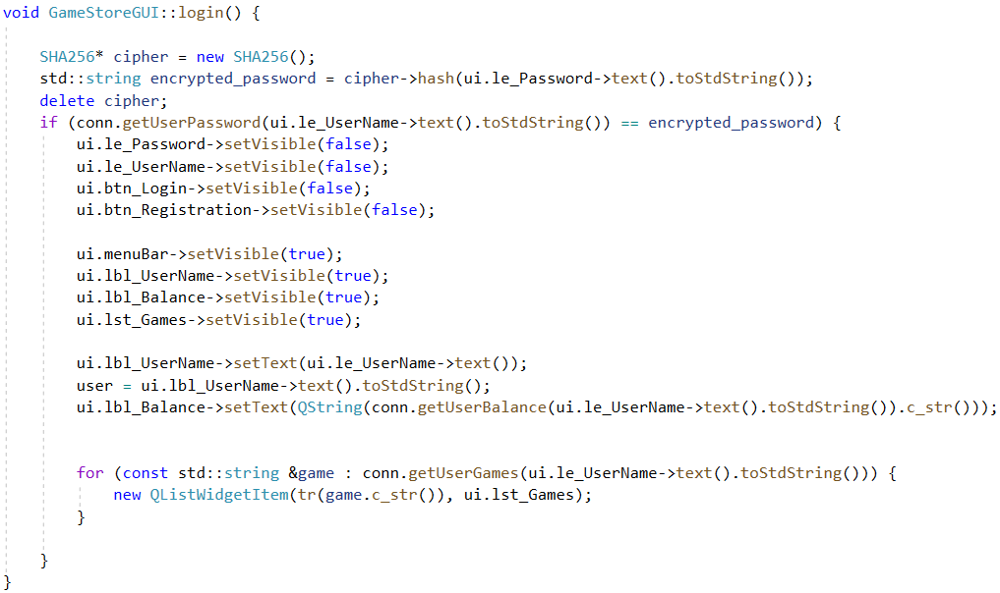 void GameStoreGUI::login() {
SHA256* cipher = new SHA256();
std::string encrypted_password = cipher->hash(ui.le_Password->text().toStdString());
delete cipher;
if (conn.getUserPassword(ui.le_UserName->text().toStdString()) == encrypted_password) {
ui.le_Password->setVisible(false);
ui.le_UserName->setVisible(false);
ui.btn_Login->setVisible(false);
ui.btn_Registration->setVisible(false);
ui.menuBar->setVisible(true);
ui.lbl_UserName->setVisible(true);
ui.lbl_Balance->setVisible(true);
ui.lst_Games->setVisible(true);
ui.lbl_UserName->setText(ui.le_UserName->text());
user = ui.lbl_UserName->text().toStdString();
ui.lbl_Balance->setText(QString(conn.getUserBalance(ui.le_UserName->text().toStdString()).c_str()));
for (const std::string &game : conn.getUserGames(ui.le_UserName->text().toStdString())) {
new QListWidgetItem(tr(game.c_str()), ui.lst_Games);
}
}
}